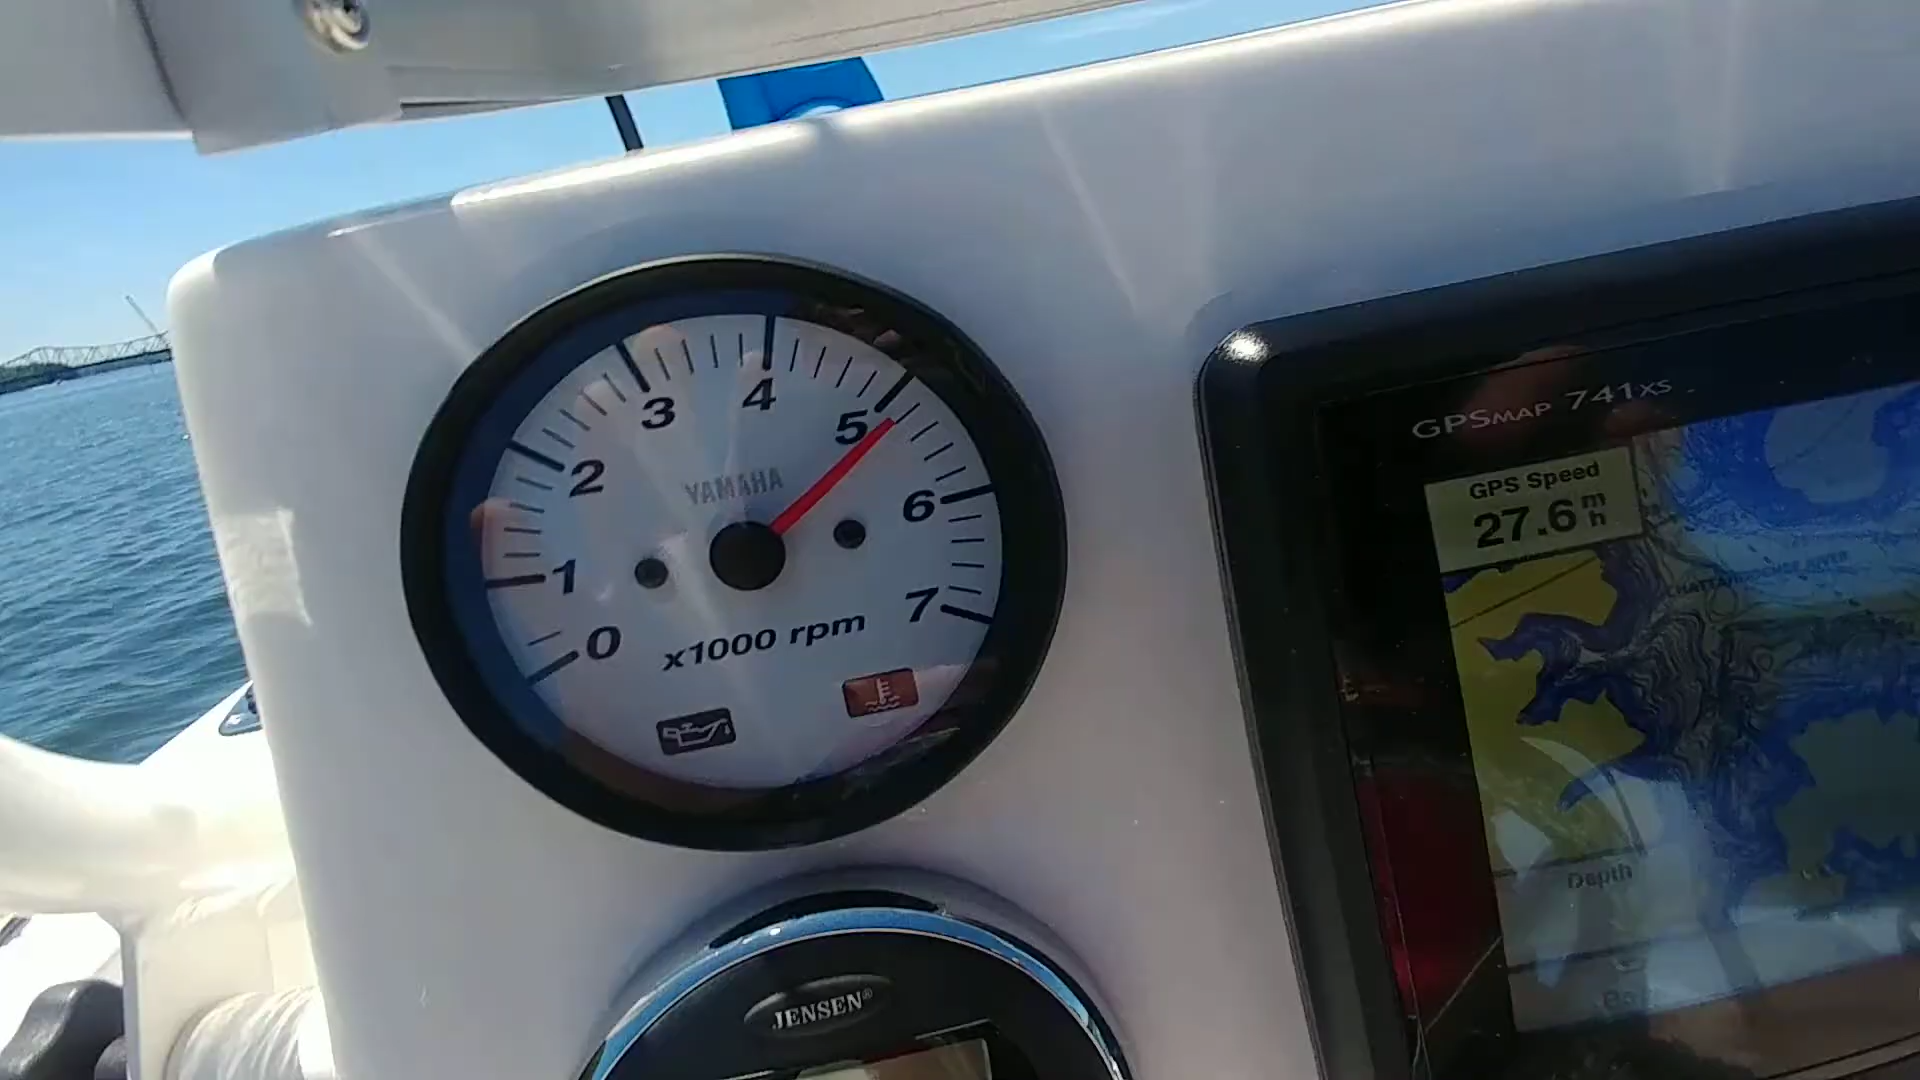 YAMAHA
0
1
2
3
4
5
6
7
x1000 rpm
JENSEN®
GPSMAP 741xs
GPS Speed
27.6 mh
Depth